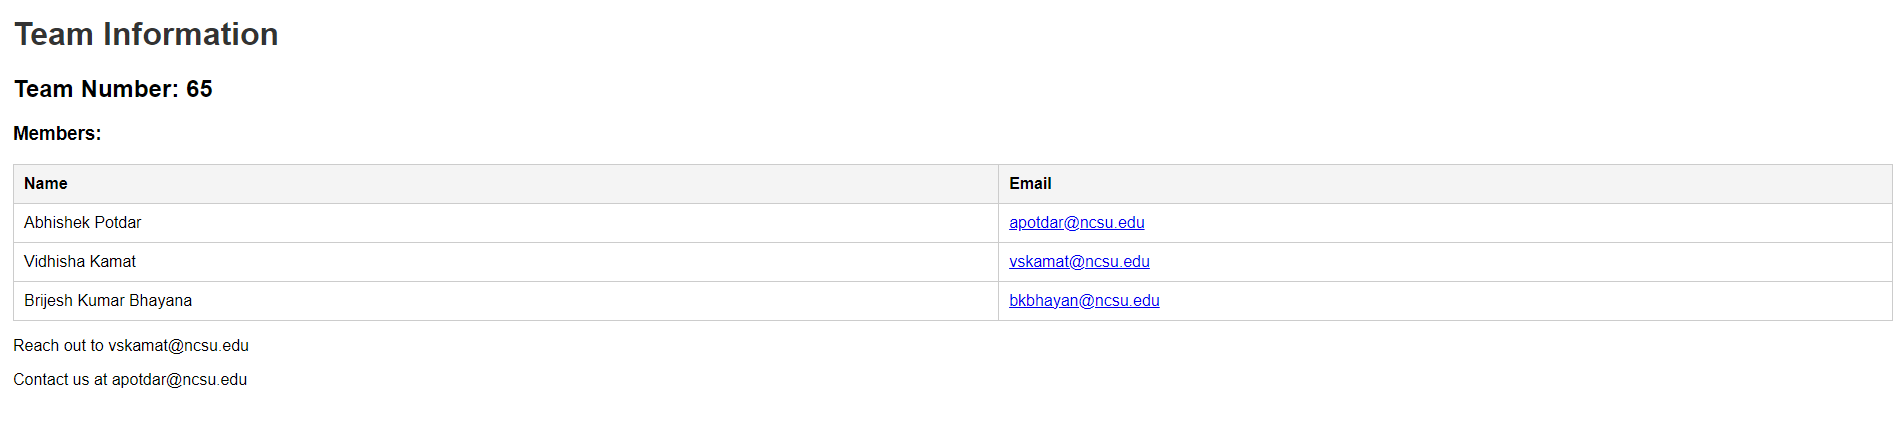 Team Information
Team Number: 65
Members:
Name Email
Abhishek Potdar apotdar@ncsu.edu
Vidhisha Kamat vskamat@ncsu.edu
Brijesh Kumar Bhayana bkbhayan@ncsu.edu
Reach out to vskamat@ncsu.edu
Contact us at apotdar@ncsu.edu